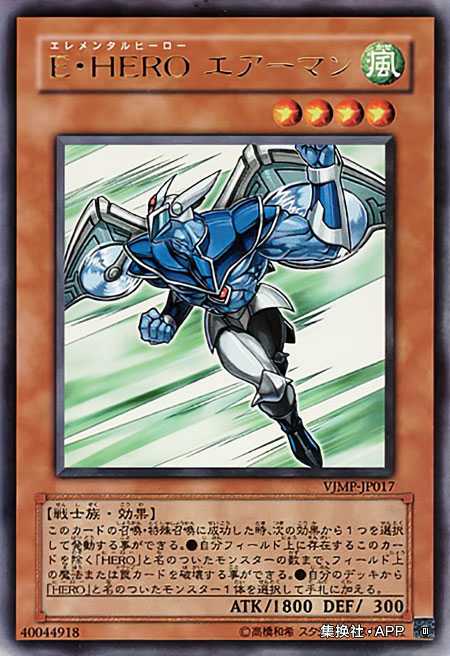 エレメンタルヒーロー
E・HERO エアーマン
風
VJMP-JP017
[戦士族・効果]
このカードの召喚・特殊召喚に成功した時、次の効果から1つを選択
して発動する事ができる。●自分フィールド上に存在するこのカー
ドを除く「HERO」と名のついたモンスターの数まで、フィールド上
の魔法または罠カードを破壊する事ができる。●自分のデッキから
「HERO」と名のついたモンスター1体を選択して手札に加える。
ATK/1800 DEF/ 300
40044918
©高橋和希 スタ
集英社・APP